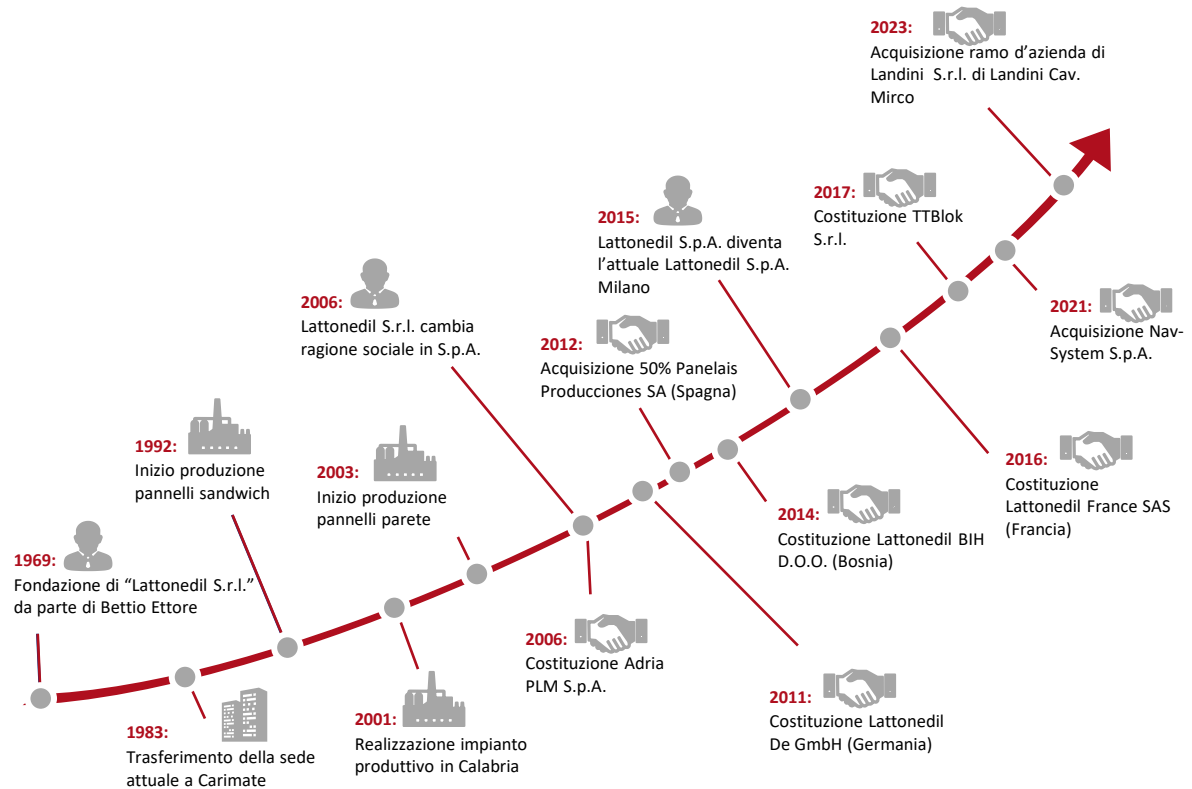 1969:
Fondazione di “Lattonedil S.r.l.”
da parte di Bettio Ettore
1983:
Trasferimento della sede
attuale a Carimate
1992:
Inizio produzione
pannelli sandwich
2001:
Realizzazione impianto
produttivo in Calabria
2003:
Inizio produzione
pannelli parete
2006:
Lattonedil S.r.l. cambia
ragione sociale in S.p.A.
2006:
Costituzione Adria
PLM S.p.A.
2011:
Costituzione Lattonedil
De GmbH (Germania)
2012:
Acquisizione 50% Panelais
Producciones SA (Spagna)
2014:
Costituzione Lattonedil BIH
D.O.O. (Bosnia)
2015:
Lattonedil S.p.A. diventa
l’attuale Lattonedil S.p.A.
Milano
2016:
Costituzione
Lattonedil France SAS
(Francia)
2017:
Costituzione TTBlok
S.r.l.
2021:
Acquisizione Nav-
System S.p.A.
2023:
Acquisizione ramo d’azienda di
Landini S.r.l. di Landini Cav.
Mirco